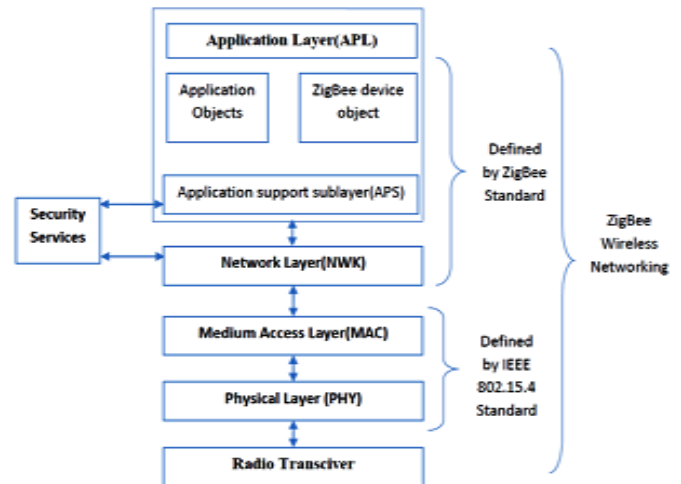 Application Layer(APL)
Application
Objects
ZigBee device
object
Application support sublayer(APS)
Security
Services
Network Layer(NWK)
Medium Access Layer(MAC)
Physical Layer (PHY)
Radio Transciver
Defined
by ZigBee
Standard
Defined
by IEEE
802.15.4
Standard
ZigBee
Wireless
Networking